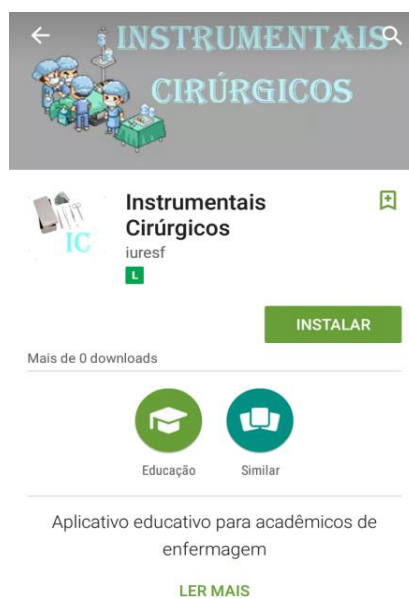 INSTRUMENTAIS
CIRÚRGICOS
Instrumentais
Cirúrgicos
IC
iuresf
L
INSTALAR
Mais de 0 downloads
Educação
Similar
Aplicativo educativo para acadêmicos de
enfermagem
LER MAIS